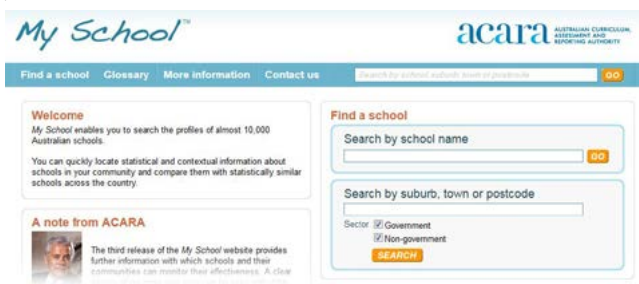 My School™
acara AUSTRALIAN CURRICULUM,
ASSESSMENT AND
REPORTING AUTHORITY
Find a school Glossary More information Contact us
Search by school, suburb, town or postcode GO
Welcome
My School enables you to search the profiles of almost 10,000
Australian schools.
You can quickly locate statistical and contextual information about
schools in your community and compare them with statistically similar
schools across the country.
A note from ACARA
The third release of the My School website provides
further information with which schools and their
communities can monitor their effectiveness. A clear
Find a school
Search by school name
GO
Search by suburb, town or postcode
Sector Government
Non-government
SEARCH